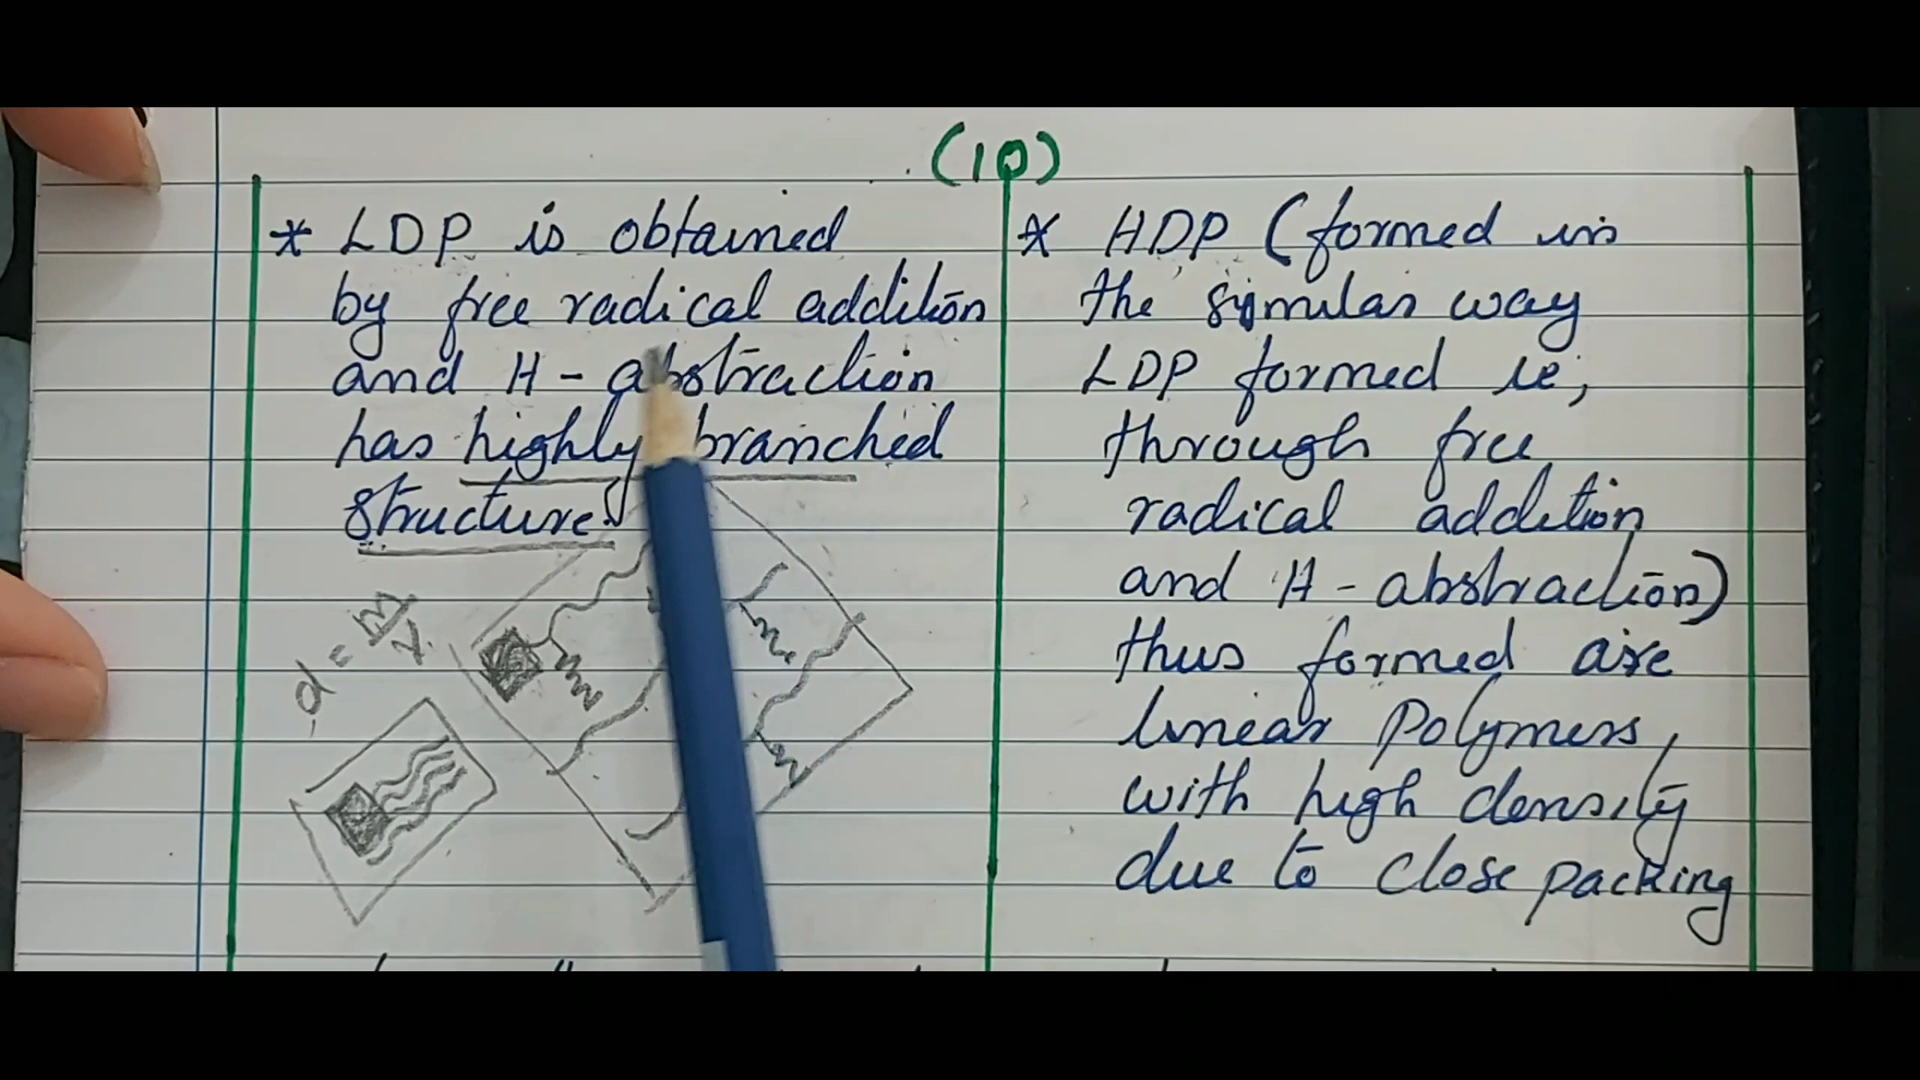 (10)
* LDP is obtained
by free radical addition
and H - abstraction
has highly branched
structure.
d = m/v
* HDP (formed in
the similar way
LDP formed ie,
through free
radical addition
and H - abstraction)
thus formed are
linear polymers,
with high density
due to close packing